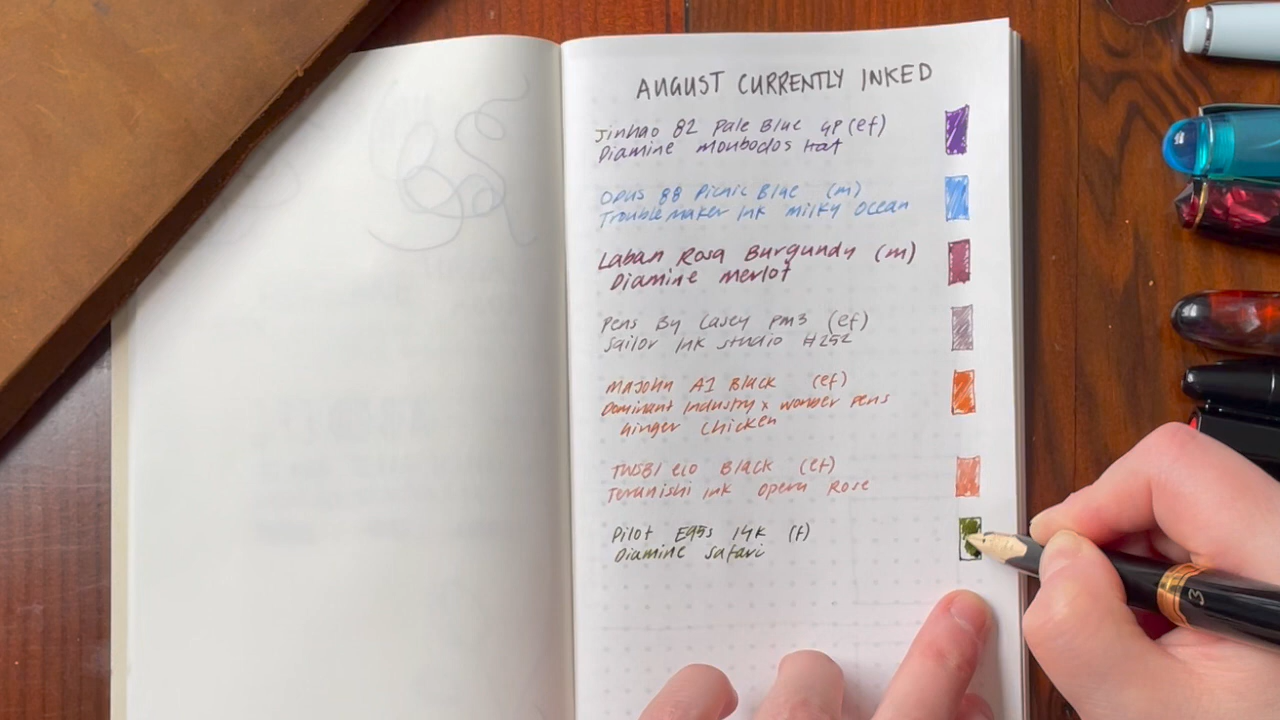 AUGUST CURRENTLY INKED
Jinhao 82 Pale Blue GP (ef)
Diamine Monbodos Hat
Opus 88 Picnic Blue (m)
Troublemaker Ink Milky Ocean
Laban Rosa Burgundy (m)
Diamine merlot
Pens By Casey PM3 (ef)
Sailor Ink Studio #252
Majohn A1 Black (ef)
Dominant Industry x Wonder Pens
Ginger Chicken
TWSBI eco Black (ef)
Teranishi Ink Opera Rose
Pilot E95s 14K (f)
Diamine Safari
3